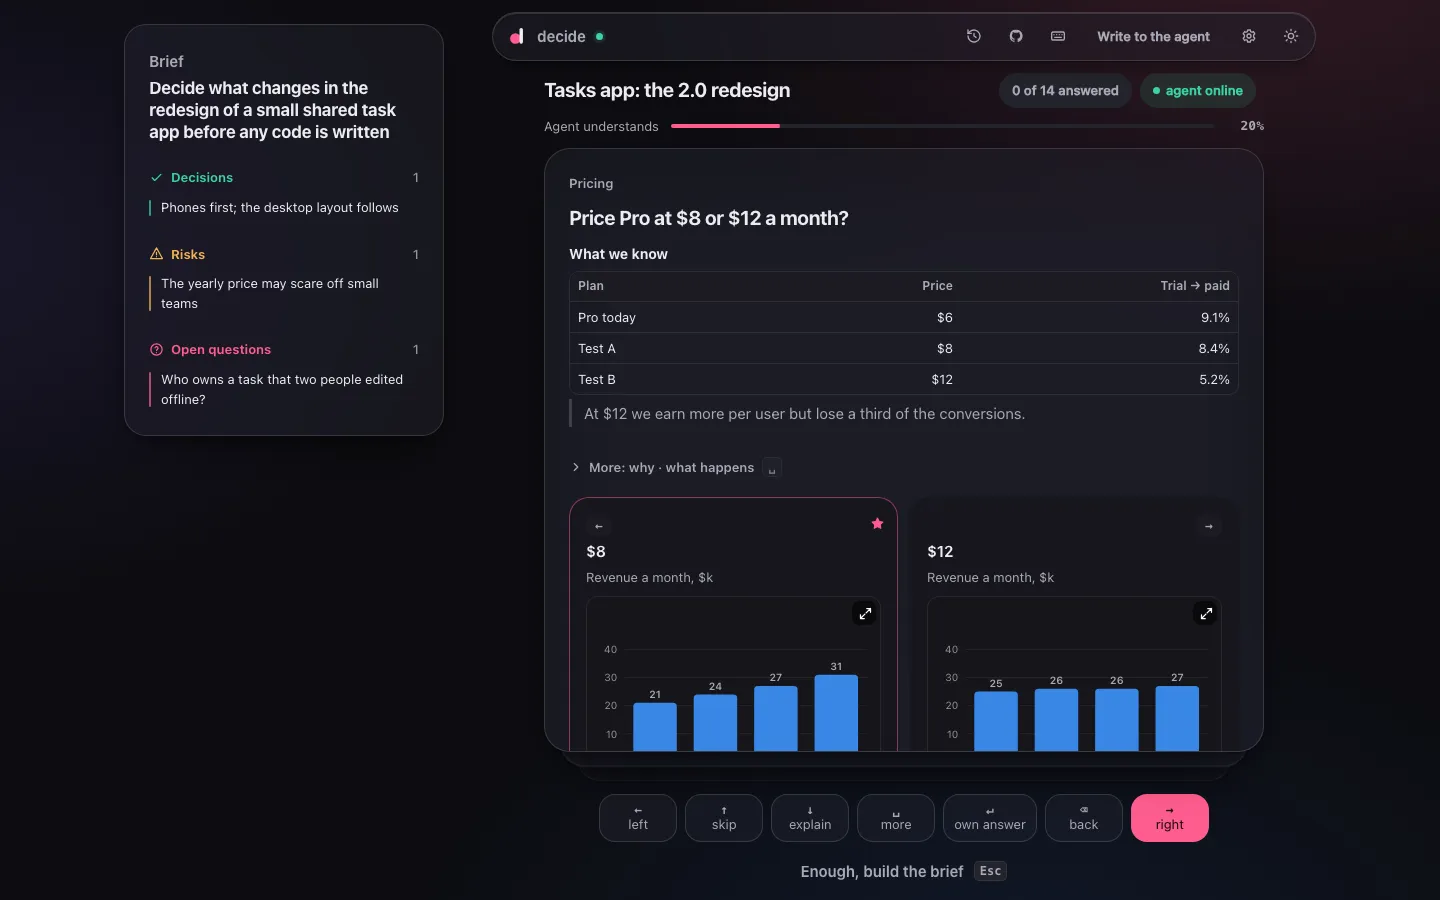 Brief
Decide what changes in the
redesign of a small shared task
app before any code is written
Decisions 1
Phones first; the desktop layout follows
Risks 1
The yearly price may scare off small
teams
Open questions 1
Who owns a task that two people edited
offline?
decide
Write to the agent
Tasks app: the 2.0 redesign
0 of 14 answered
agent online
Agent understands
20%
Pricing
Price Pro at $8 or $12 a month?
What we know
Plan Price Trial → paid
Pro today $6 9.1%
Test A $8 8.4%
Test B $12 5.2%
At $12 we earn more per user but lose a third of the conversions.
More: why · what happens ␣
←
$8
Revenue a month, $k
40
30
20
10
21 24 27 31
→
$12
Revenue a month, $k
40
30
20
10
25 26 26 27
← left
↑ skip
↓ explain
␣ more
↵ own answer
⌫ back
→ right
Enough, build the brief Esc